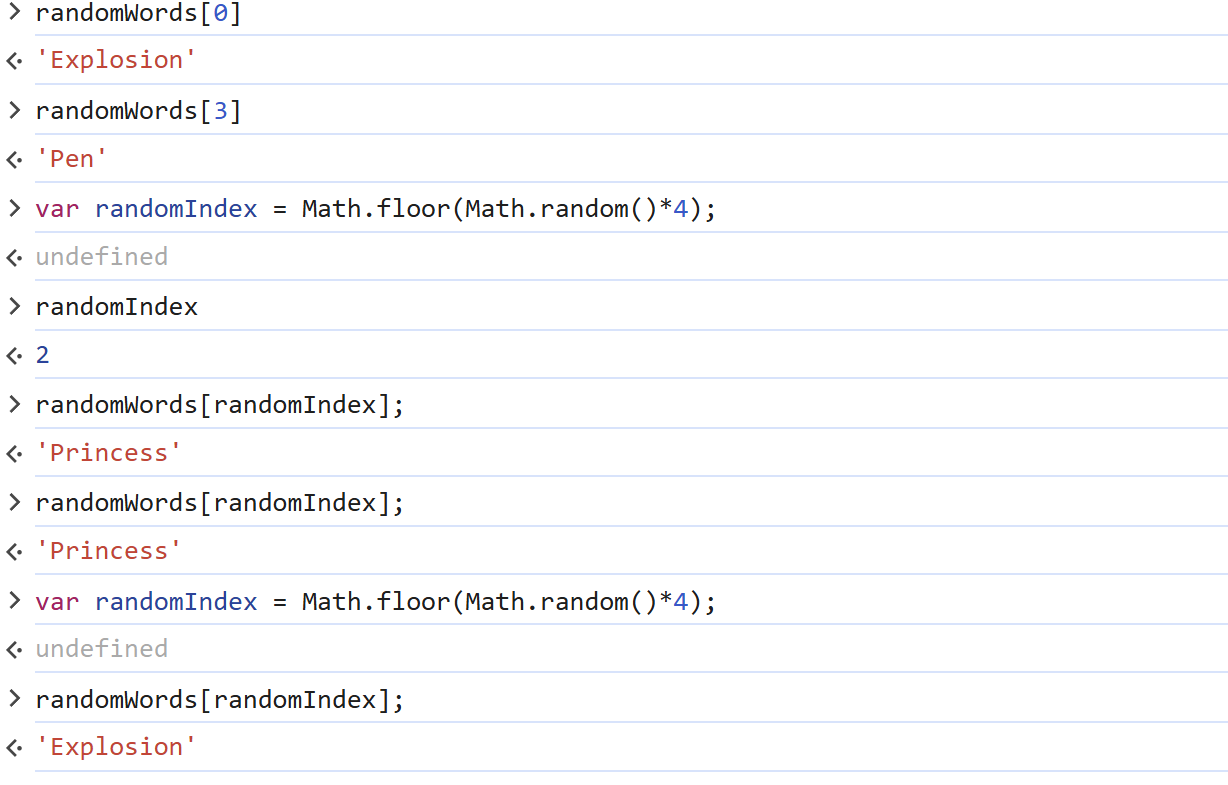 > randomWords[0]
<· 'Explosion'
> randomWords[3]
<· 'Pen'
> var randomIndex = Math.floor(Math.random()*4);
<· undefined
> randomIndex
<· 2
> randomWords[randomIndex];
<· 'Princess'
> randomWords[randomIndex];
<· 'Princess'
> var randomIndex = Math.floor(Math.random()*4);
<· undefined
> randomWords[randomIndex];
<· 'Explosion'